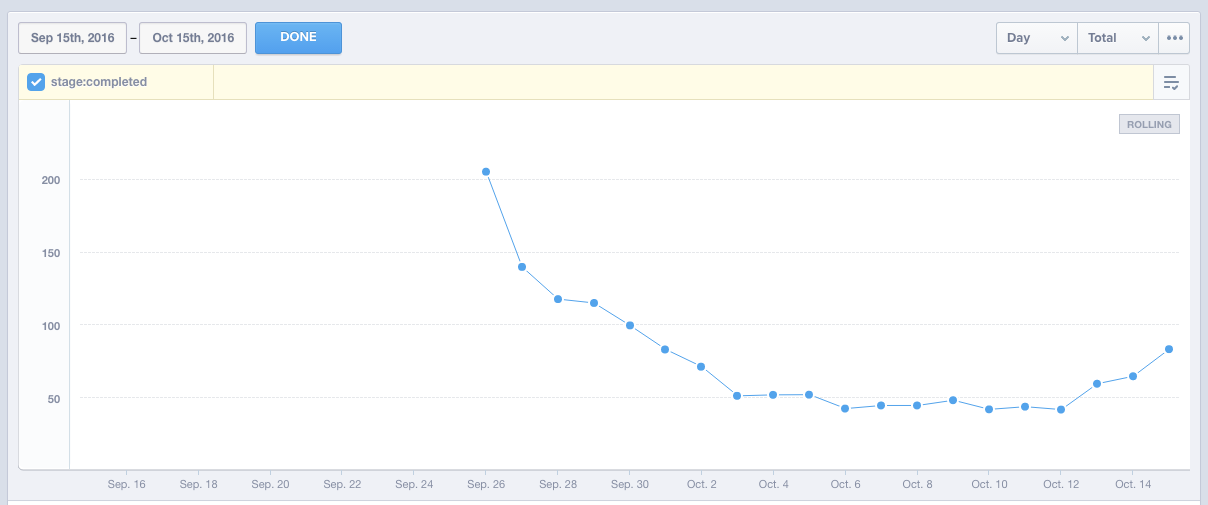 Sep 15th, 2016 – Oct 15th, 2016 DONE Day Total
stage:completed
ROLLING
200
150
100
50
Sep. 16 Sep. 18 Sep. 20 Sep. 22 Sep. 24 Sep. 26 Sep. 28 Sep. 30 Oct. 2 Oct. 4 Oct. 6 Oct. 8 Oct. 10 Oct. 12 Oct. 14